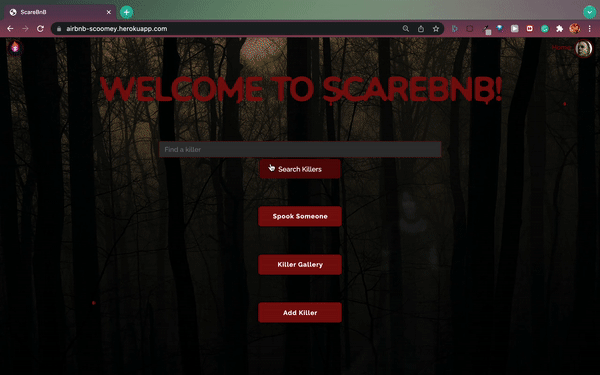 ScareBnB
airbnb-scoomey.herokuapp.com
WELCOME TO SCAREBNB!
Find a killer
Search Killers
Spook Someone
Killer Gallery
Add Killer